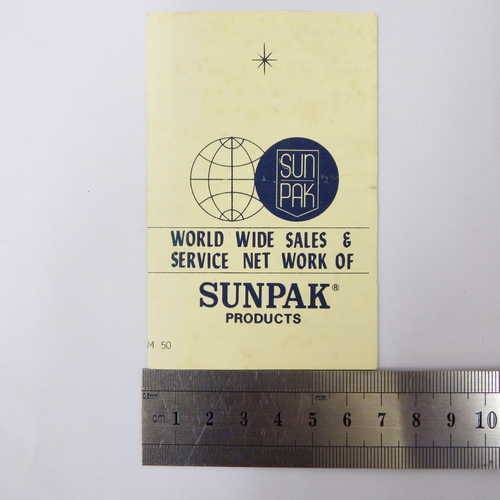 SUN
PAK
WORLD WIDE SALES &
SERVICE NET WORK OF
SUNPAK®
PRODUCTS
M 50
cm 1 2 3 4 5 6 7 8 9 10